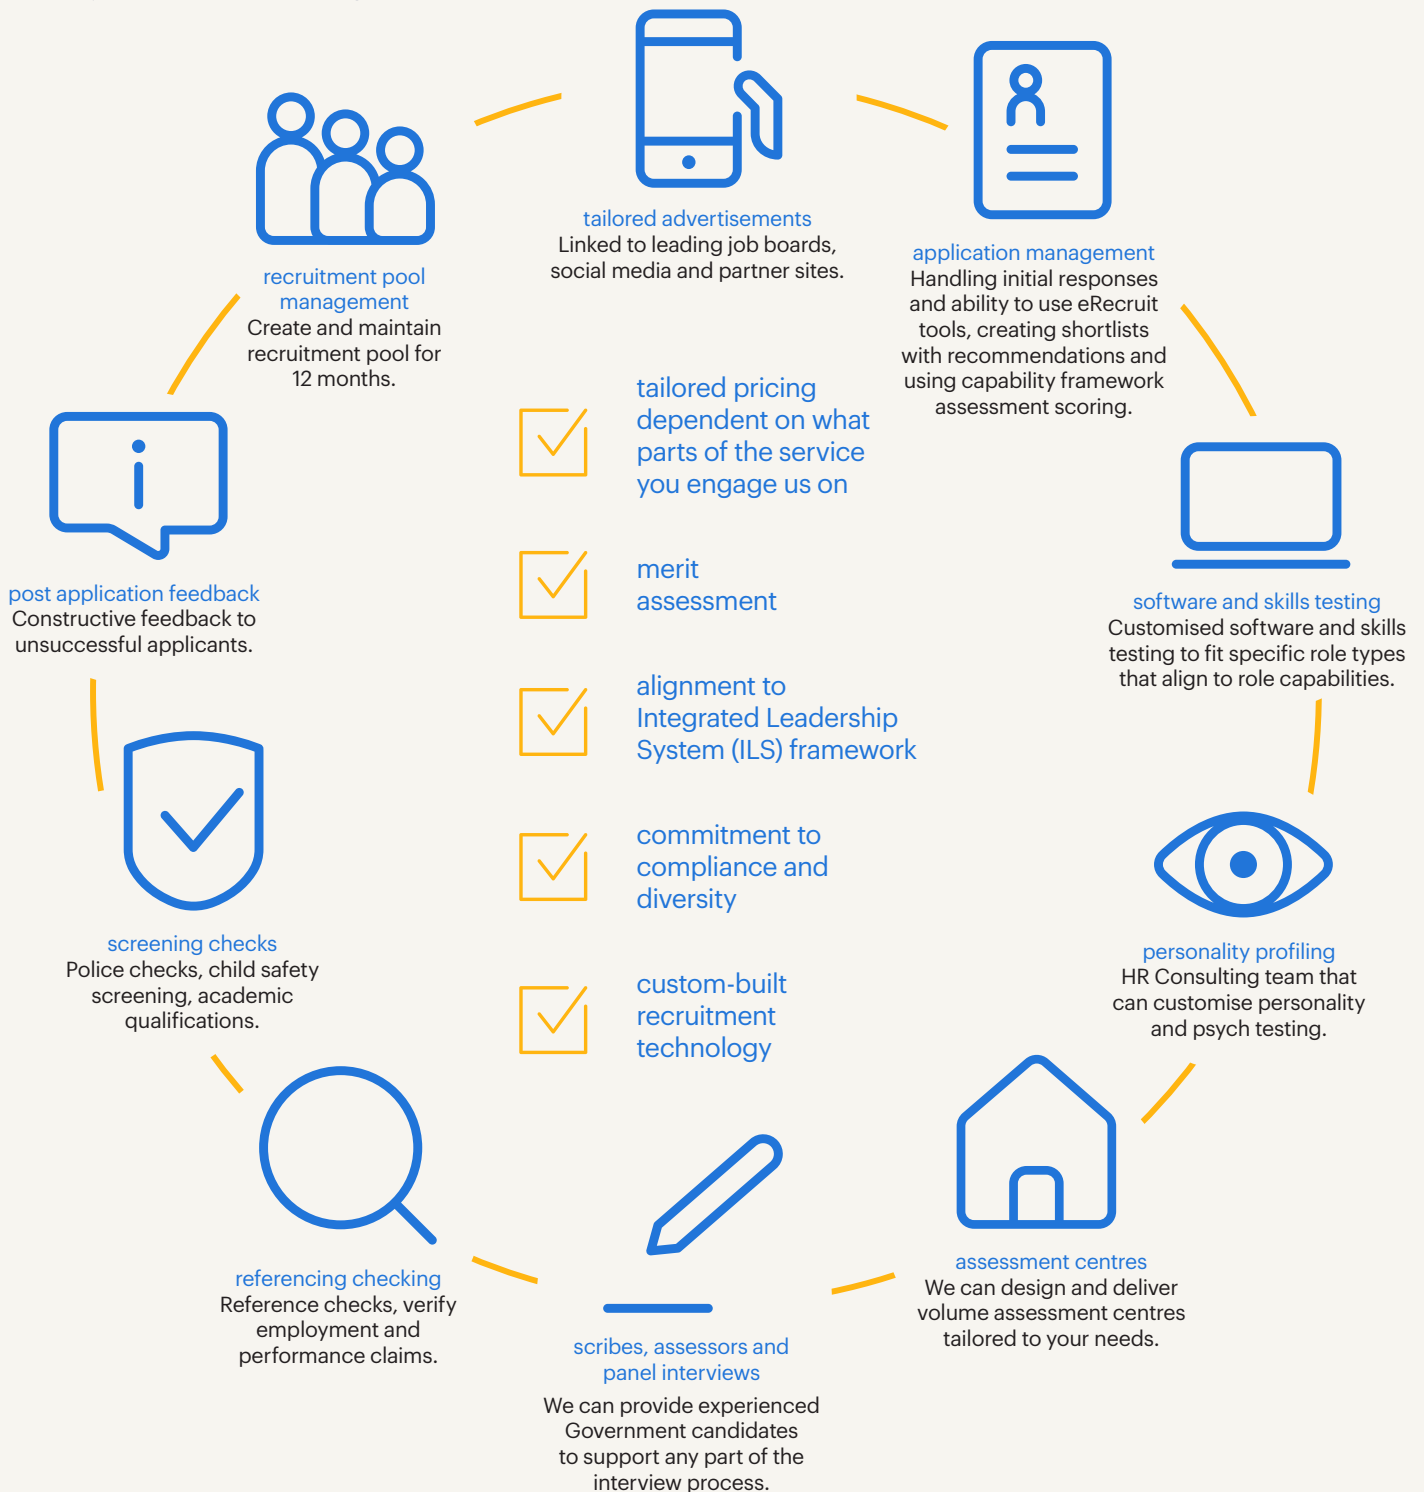 tailored advertisements
Linked to leading job boards,
social media and partner sites.
application management
Handling initial responses
and ability to use eRecruit
tools, creating shortlists
with recommendations and
using capability framework
assessment scoring.
software and skills testing
Customised software and skills
testing to fit specific role types
that align to role capabilities.
personality profiling
HR Consulting team that
can customise personality
and psych testing.
assessment centres
We can design and deliver
volume assessment centres
tailored to your needs.
scribes, assessors and
panel interviews
We can provide experienced
Government candidates
to support any part of the
interview process.
referencing checking
Reference checks, verify
employment and
performance claims.
screening checks
Police checks, child safety
screening, academic
qualifications.
post application feedback
Constructive feedback to
unsuccessful applicants.
recruitment pool
management
Create and maintain
recruitment pool for
12 months.
tailored pricing
dependent on what
parts of the service
you engage us on
merit
assessment
alignment to
Integrated Leadership
System (ILS) framework
commitment to
compliance and
diversity
custom-built
recruitment
technology